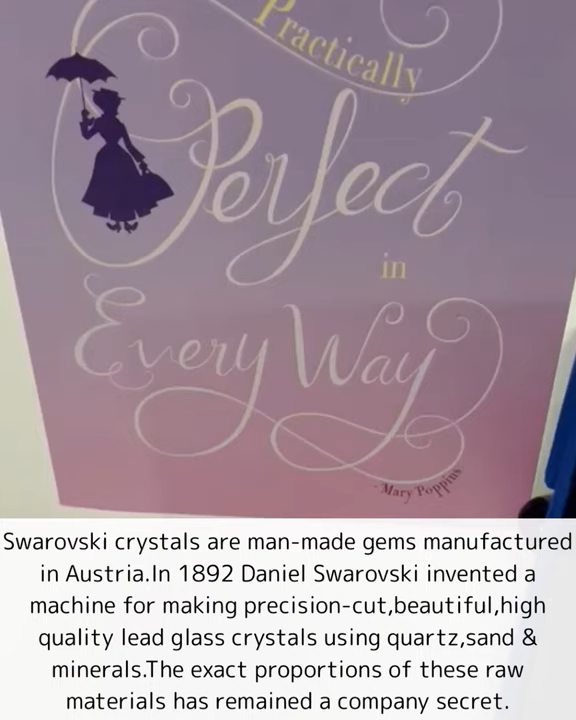 Practically
Perfect
in
Every Way
- Mary Poppins
Swarovski crystals are man-made gems manufactured
in Austria.In 1892 Daniel Swarovski invented a
machine for making precision-cut,beautiful,high
quality lead glass crystals using quartz,sand &
minerals.The exact proportions of these raw
materials has remained a company secret.